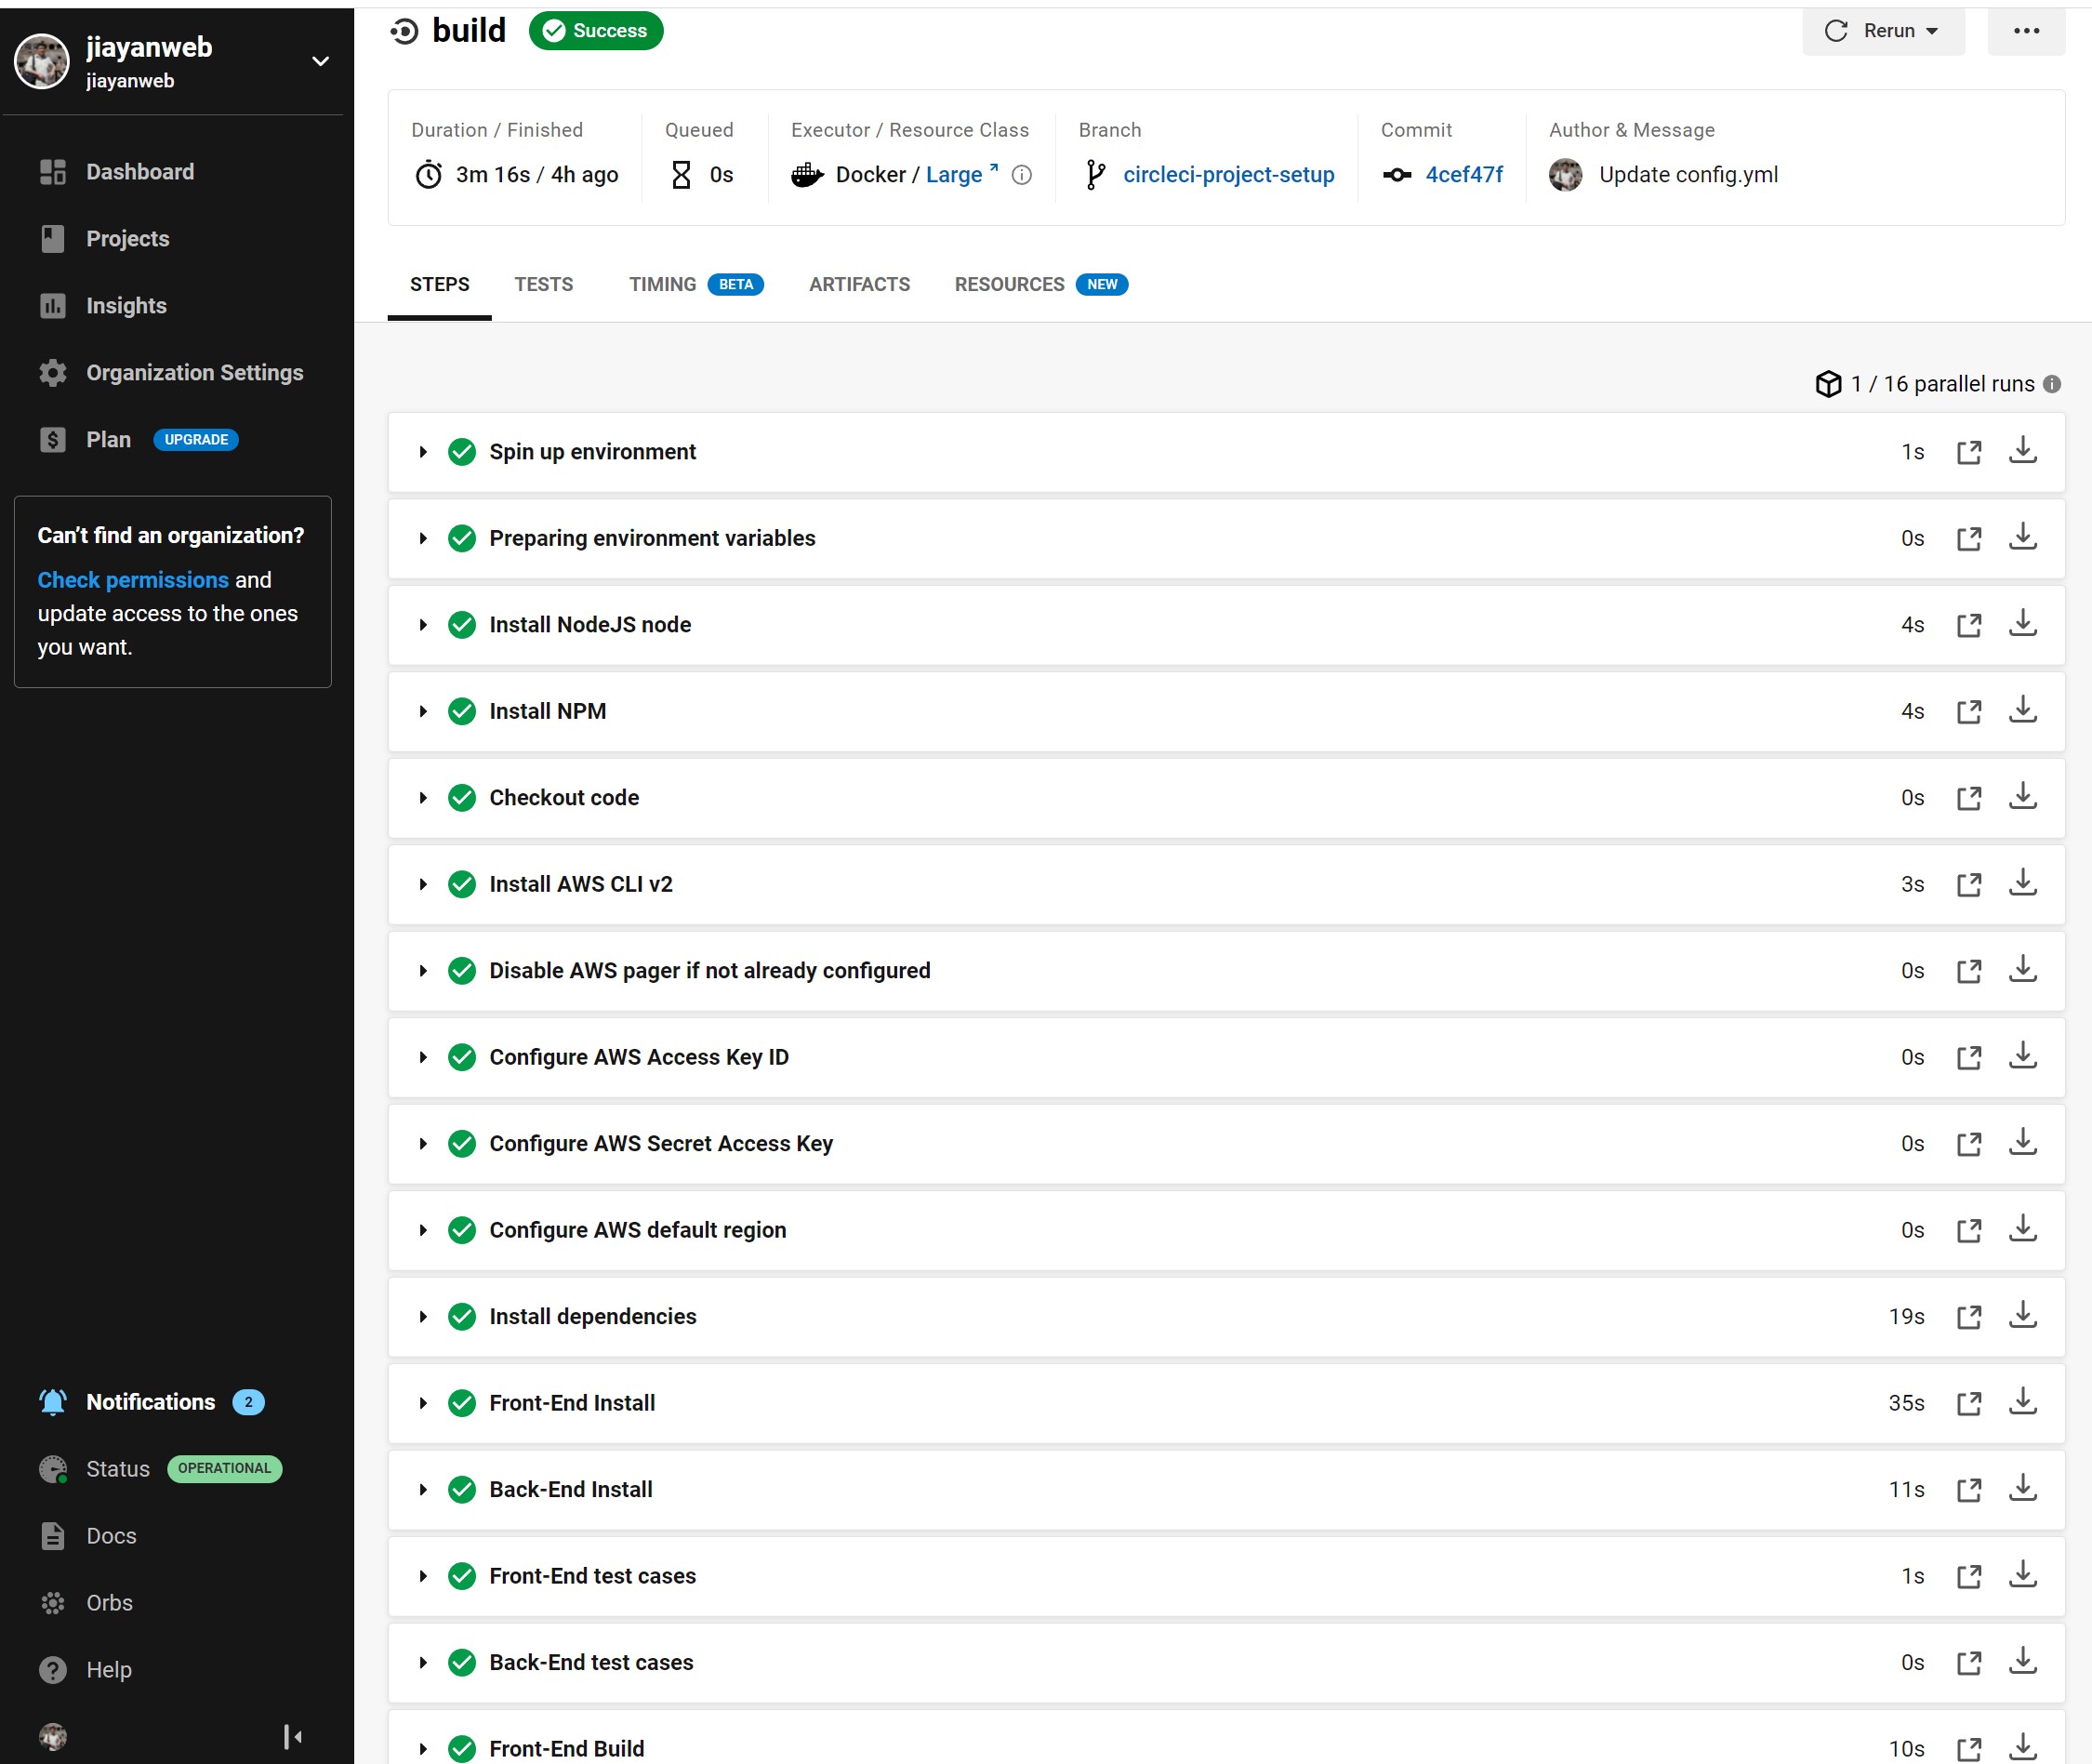 jiayanweb
jiayanweb
Dashboard
Projects
Insights
Organization Settings
Plan UPGRADE
Can't find an organization?
Check permissions and
update access to the ones
you want.
Notifications 2
Status OPERATIONAL
Docs
Orbs
Help
build Success
Rerun
Duration / Finished
3m 16s / 4h ago
Queued
0s
Executor / Resource Class
Docker / Large
Branch
circleci-project-setup
Commit
4cef47f
Author & Message
Update config.yml
STEPS TESTS TIMING BETA ARTIFACTS RESOURCES NEW
1 / 16 parallel runs
Spin up environment 1s
Preparing environment variables 0s
Install NodeJS node 4s
Install NPM 4s
Checkout code 0s
Install AWS CLI v2 3s
Disable AWS pager if not already configured 0s
Configure AWS Access Key ID 0s
Configure AWS Secret Access Key 0s
Configure AWS default region 0s
Install dependencies 19s
Front-End Install 35s
Back-End Install 11s
Front-End test cases 1s
Back-End test cases 0s
Front-End Build 10s